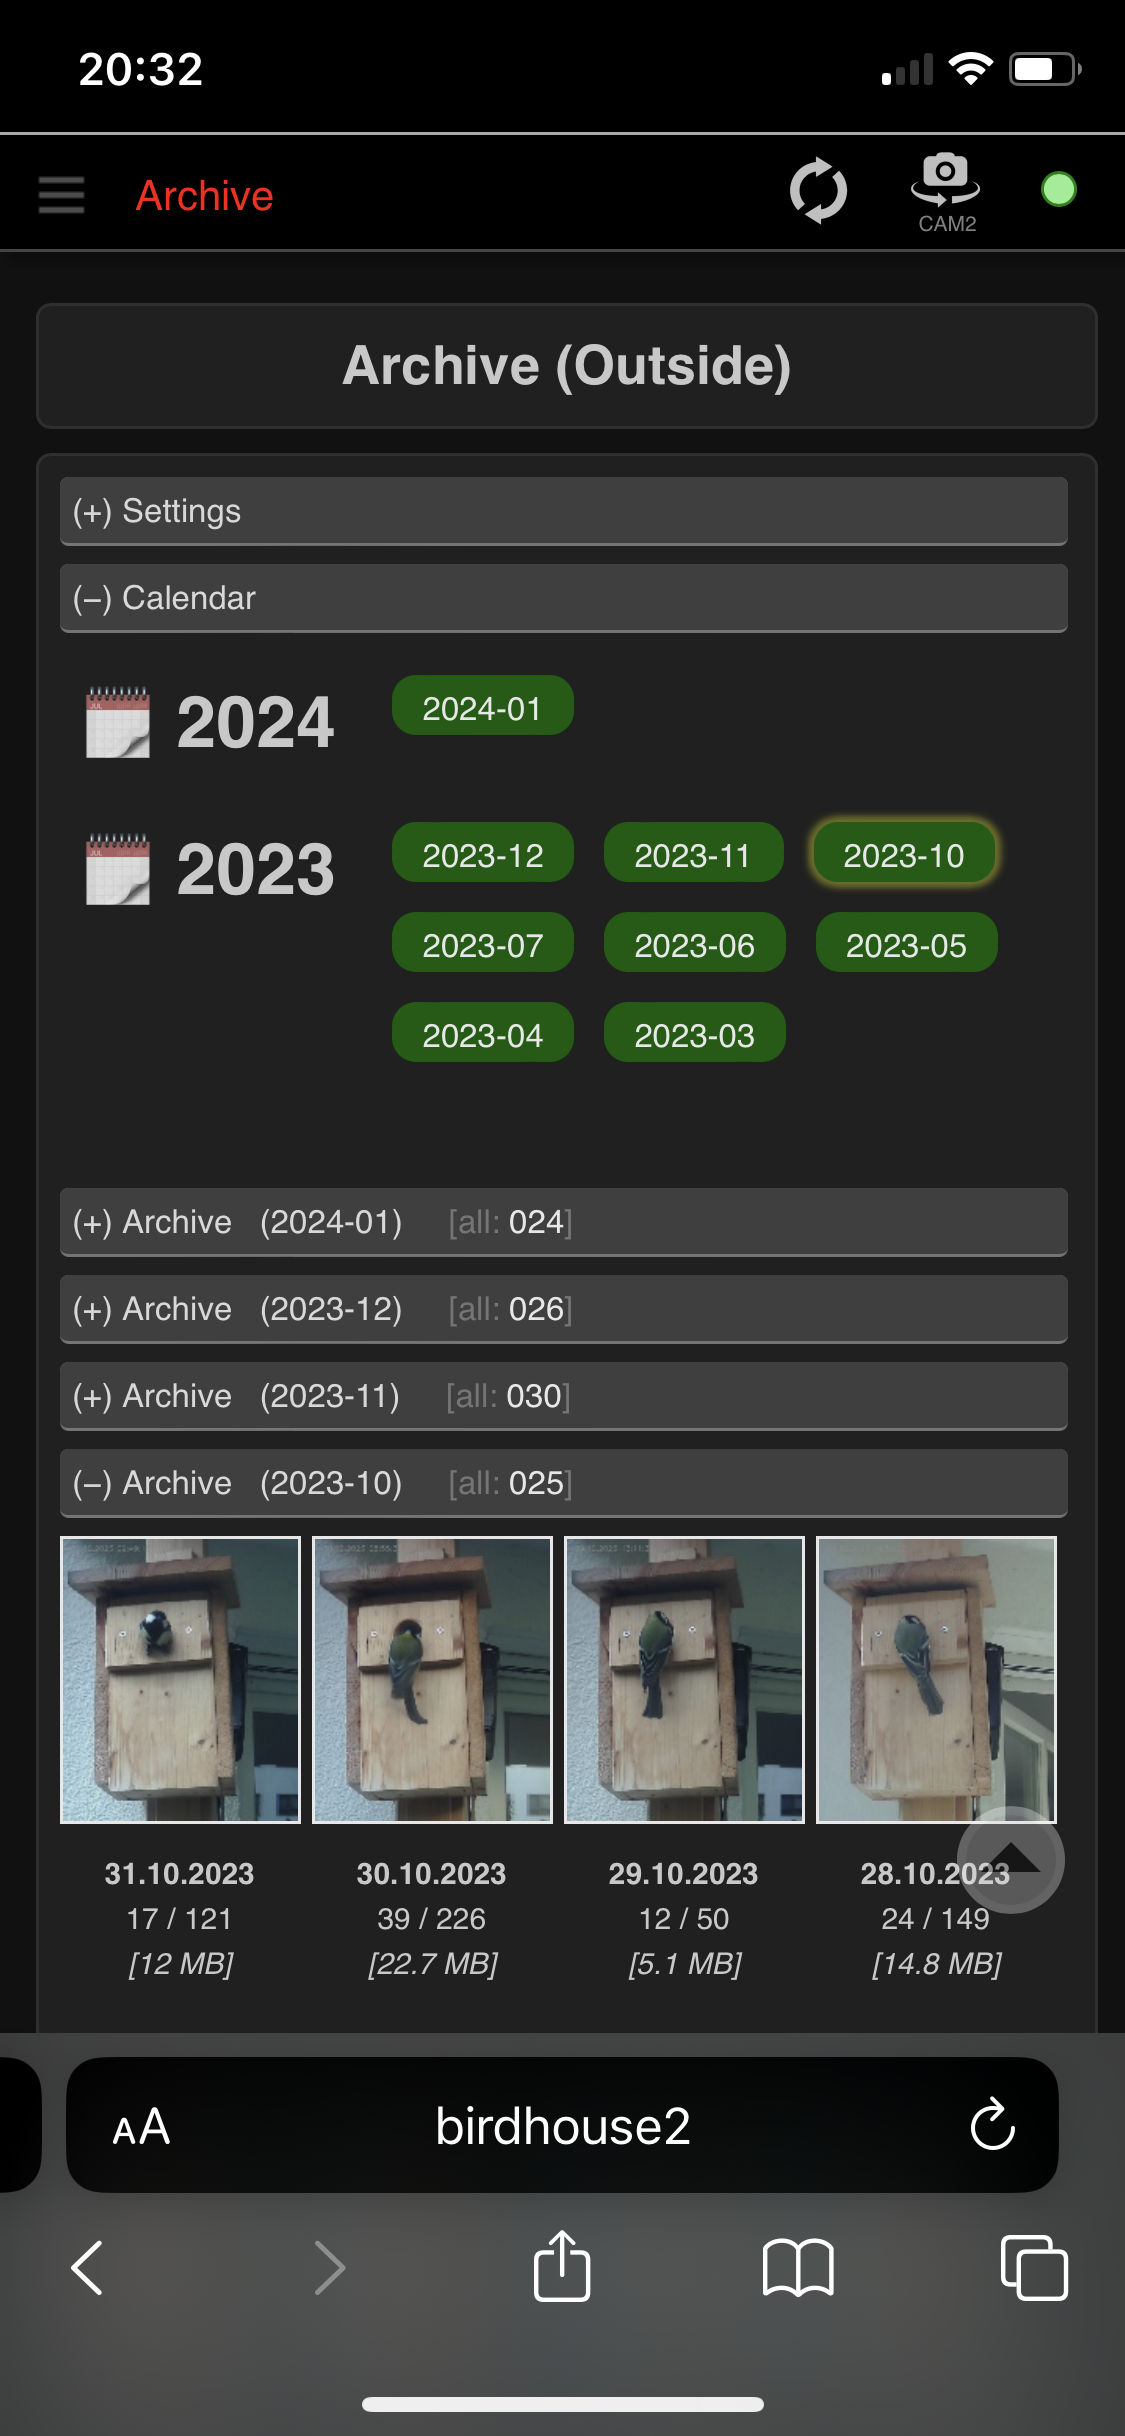 20:32
Archive
CAM2
Archive (Outside)
(+) Settings
(–) Calendar
2024 2024-01
2023 2023-12 2023-11 2023-10
2023-07 2023-06 2023-05
2023-04 2023-03
(+) Archive (2024-01) [all: 024]
(+) Archive (2023-12) [all: 026]
(+) Archive (2023-11) [all: 030]
(–) Archive (2023-10) [all: 025]
31.10.2023 30.10.2023 29.10.2023 28.10.2023
17 / 121 39 / 226 12 / 50 24 / 149
[12 MB] [22.7 MB] [5.1 MB] [14.8 MB]
AA birdhouse2